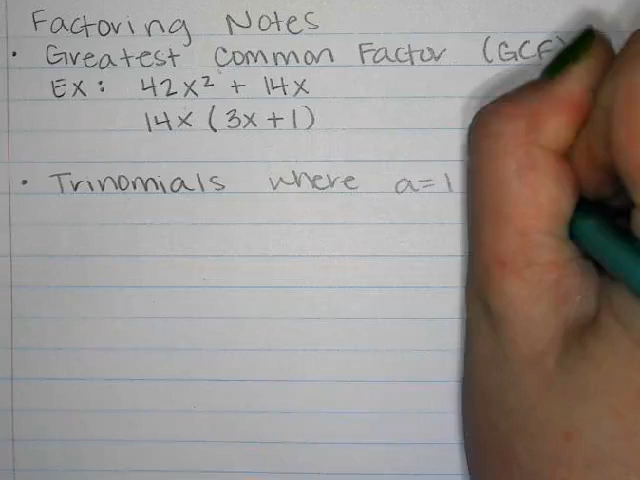 Factoring Notes
• Greatest Common Factor (GCF)
Ex: 42x² + 14x
14x (3x + 1)
• Trinomials where a=1